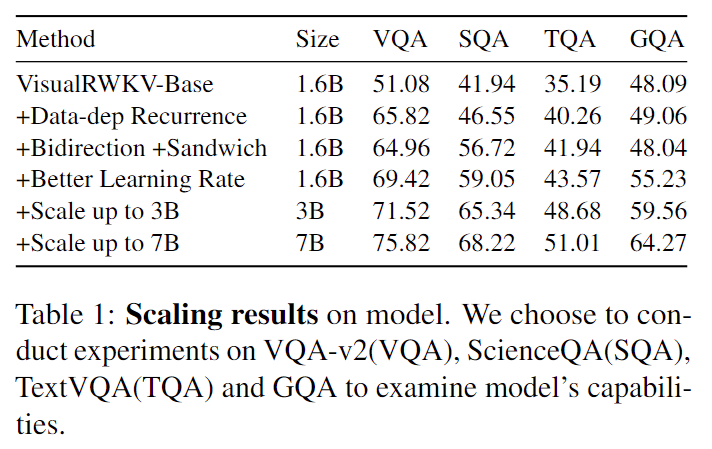 Method Size VQA SQA TQA GQA
VisualRWKV-Base 1.6B 51.08 41.94 35.19 48.09
+Data-dep Recurrence 1.6B 65.82 46.55 40.26 49.06
+Bidirection +Sandwich 1.6B 64.96 56.72 41.94 48.04
+Better Learning Rate 1.6B 69.42 59.05 43.57 55.23
+Scale up to 3B 3B 71.52 65.34 48.68 59.56
+Scale up to 7B 7B 75.82 68.22 51.01 64.27
Table 1: Scaling results on model. We choose to con-
duct experiments on VQA-v2(VQA), ScienceQA(SQA),
TextVQA(TQA) and GQA to examine model's capabili-
ties.